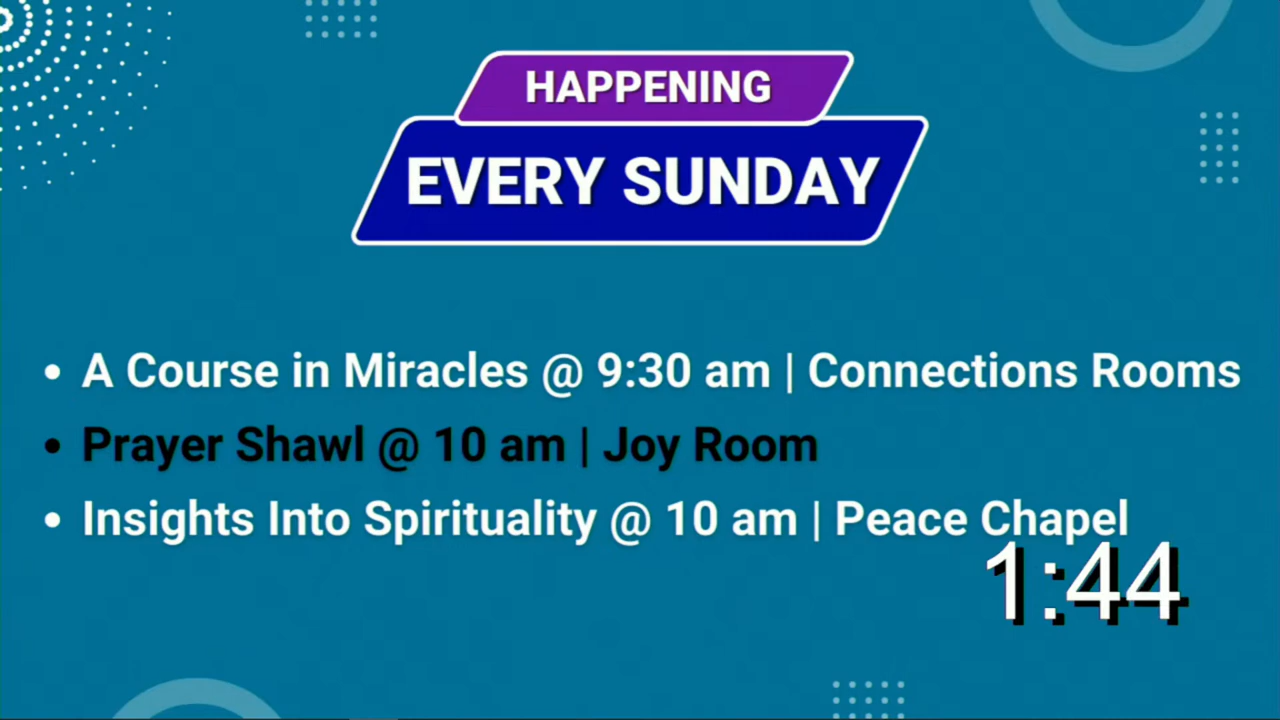 HAPPENING
EVERY SUNDAY
• A Course in Miracles @ 9:30 am | Connections Rooms
• Prayer Shawl @ 10 am | Joy Room
• Insights Into Spirituality @ 10 am | Peace Chapel
1:44